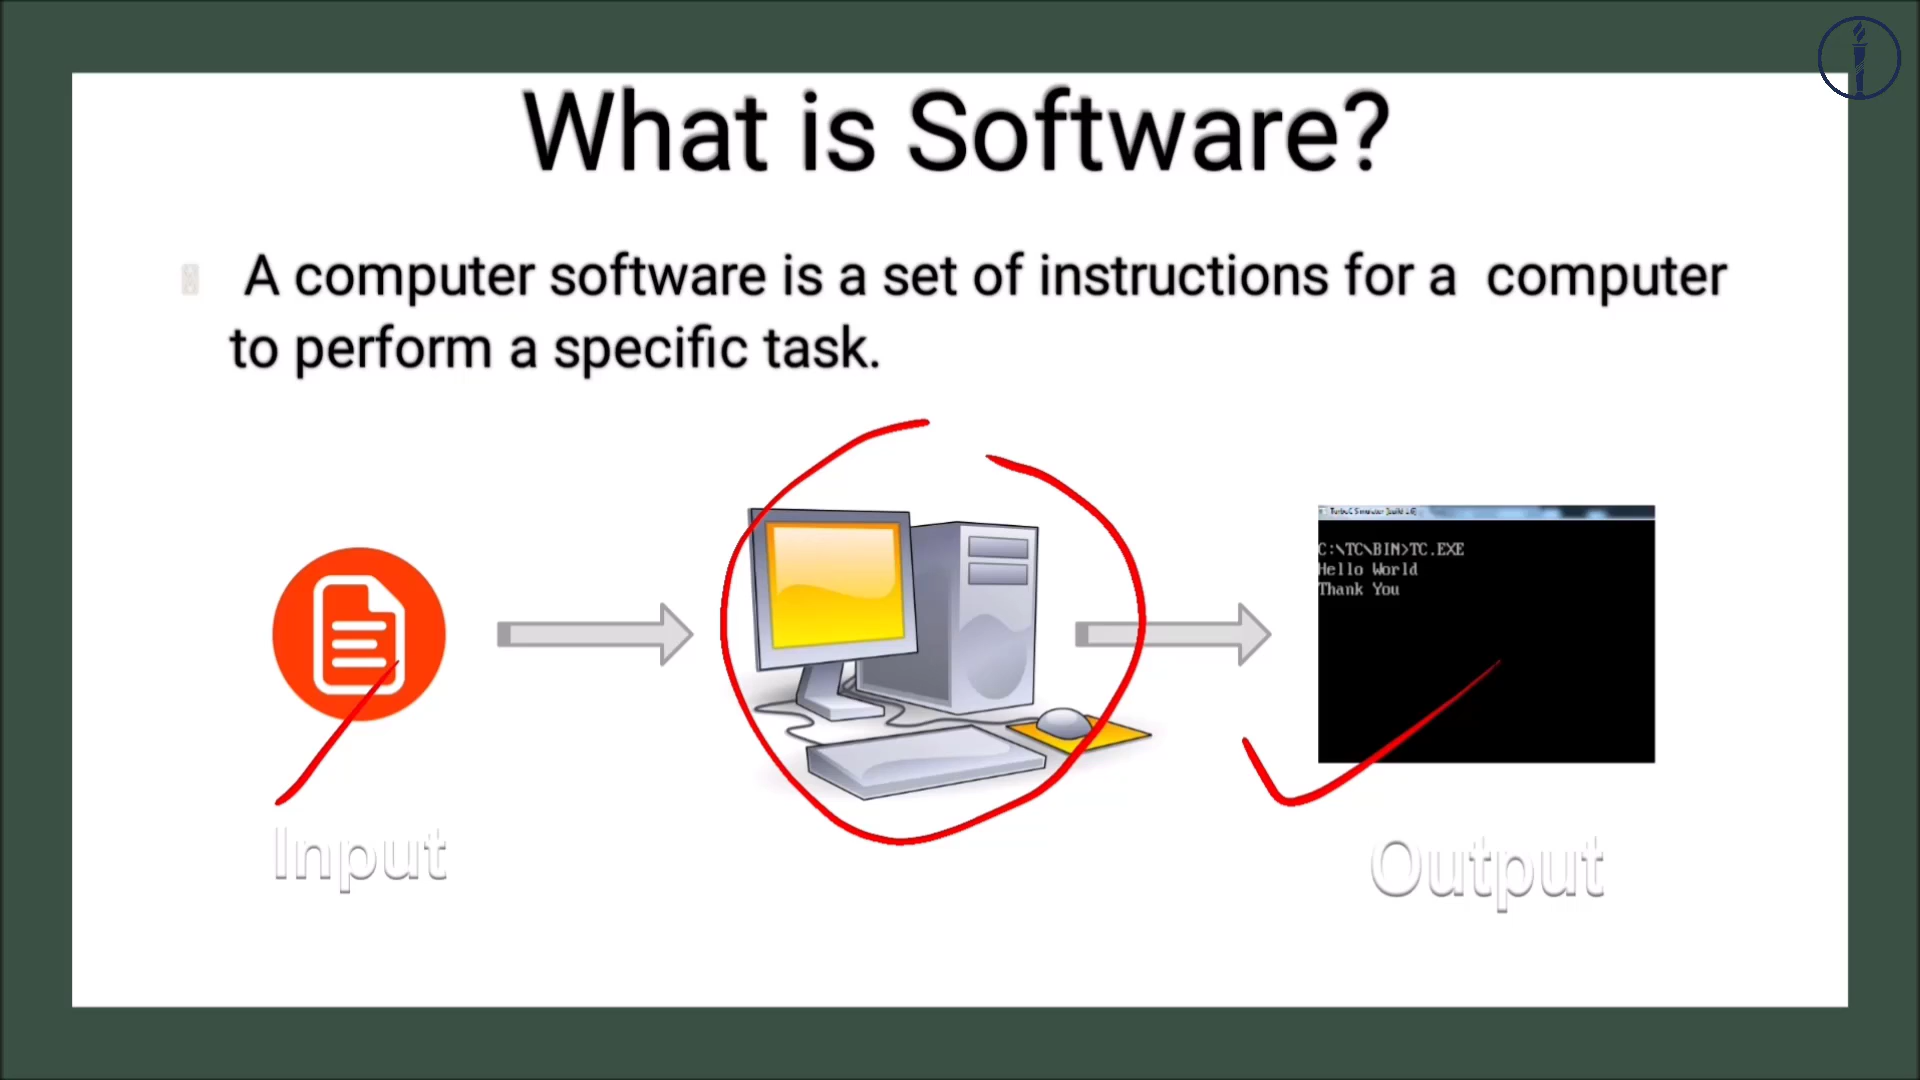 What is Software?
A computer software is a set of instructions for a computer
to perform a specific task.
C:\TC\BIN>TC.EXE
Hello World
Thank You
Input
Output